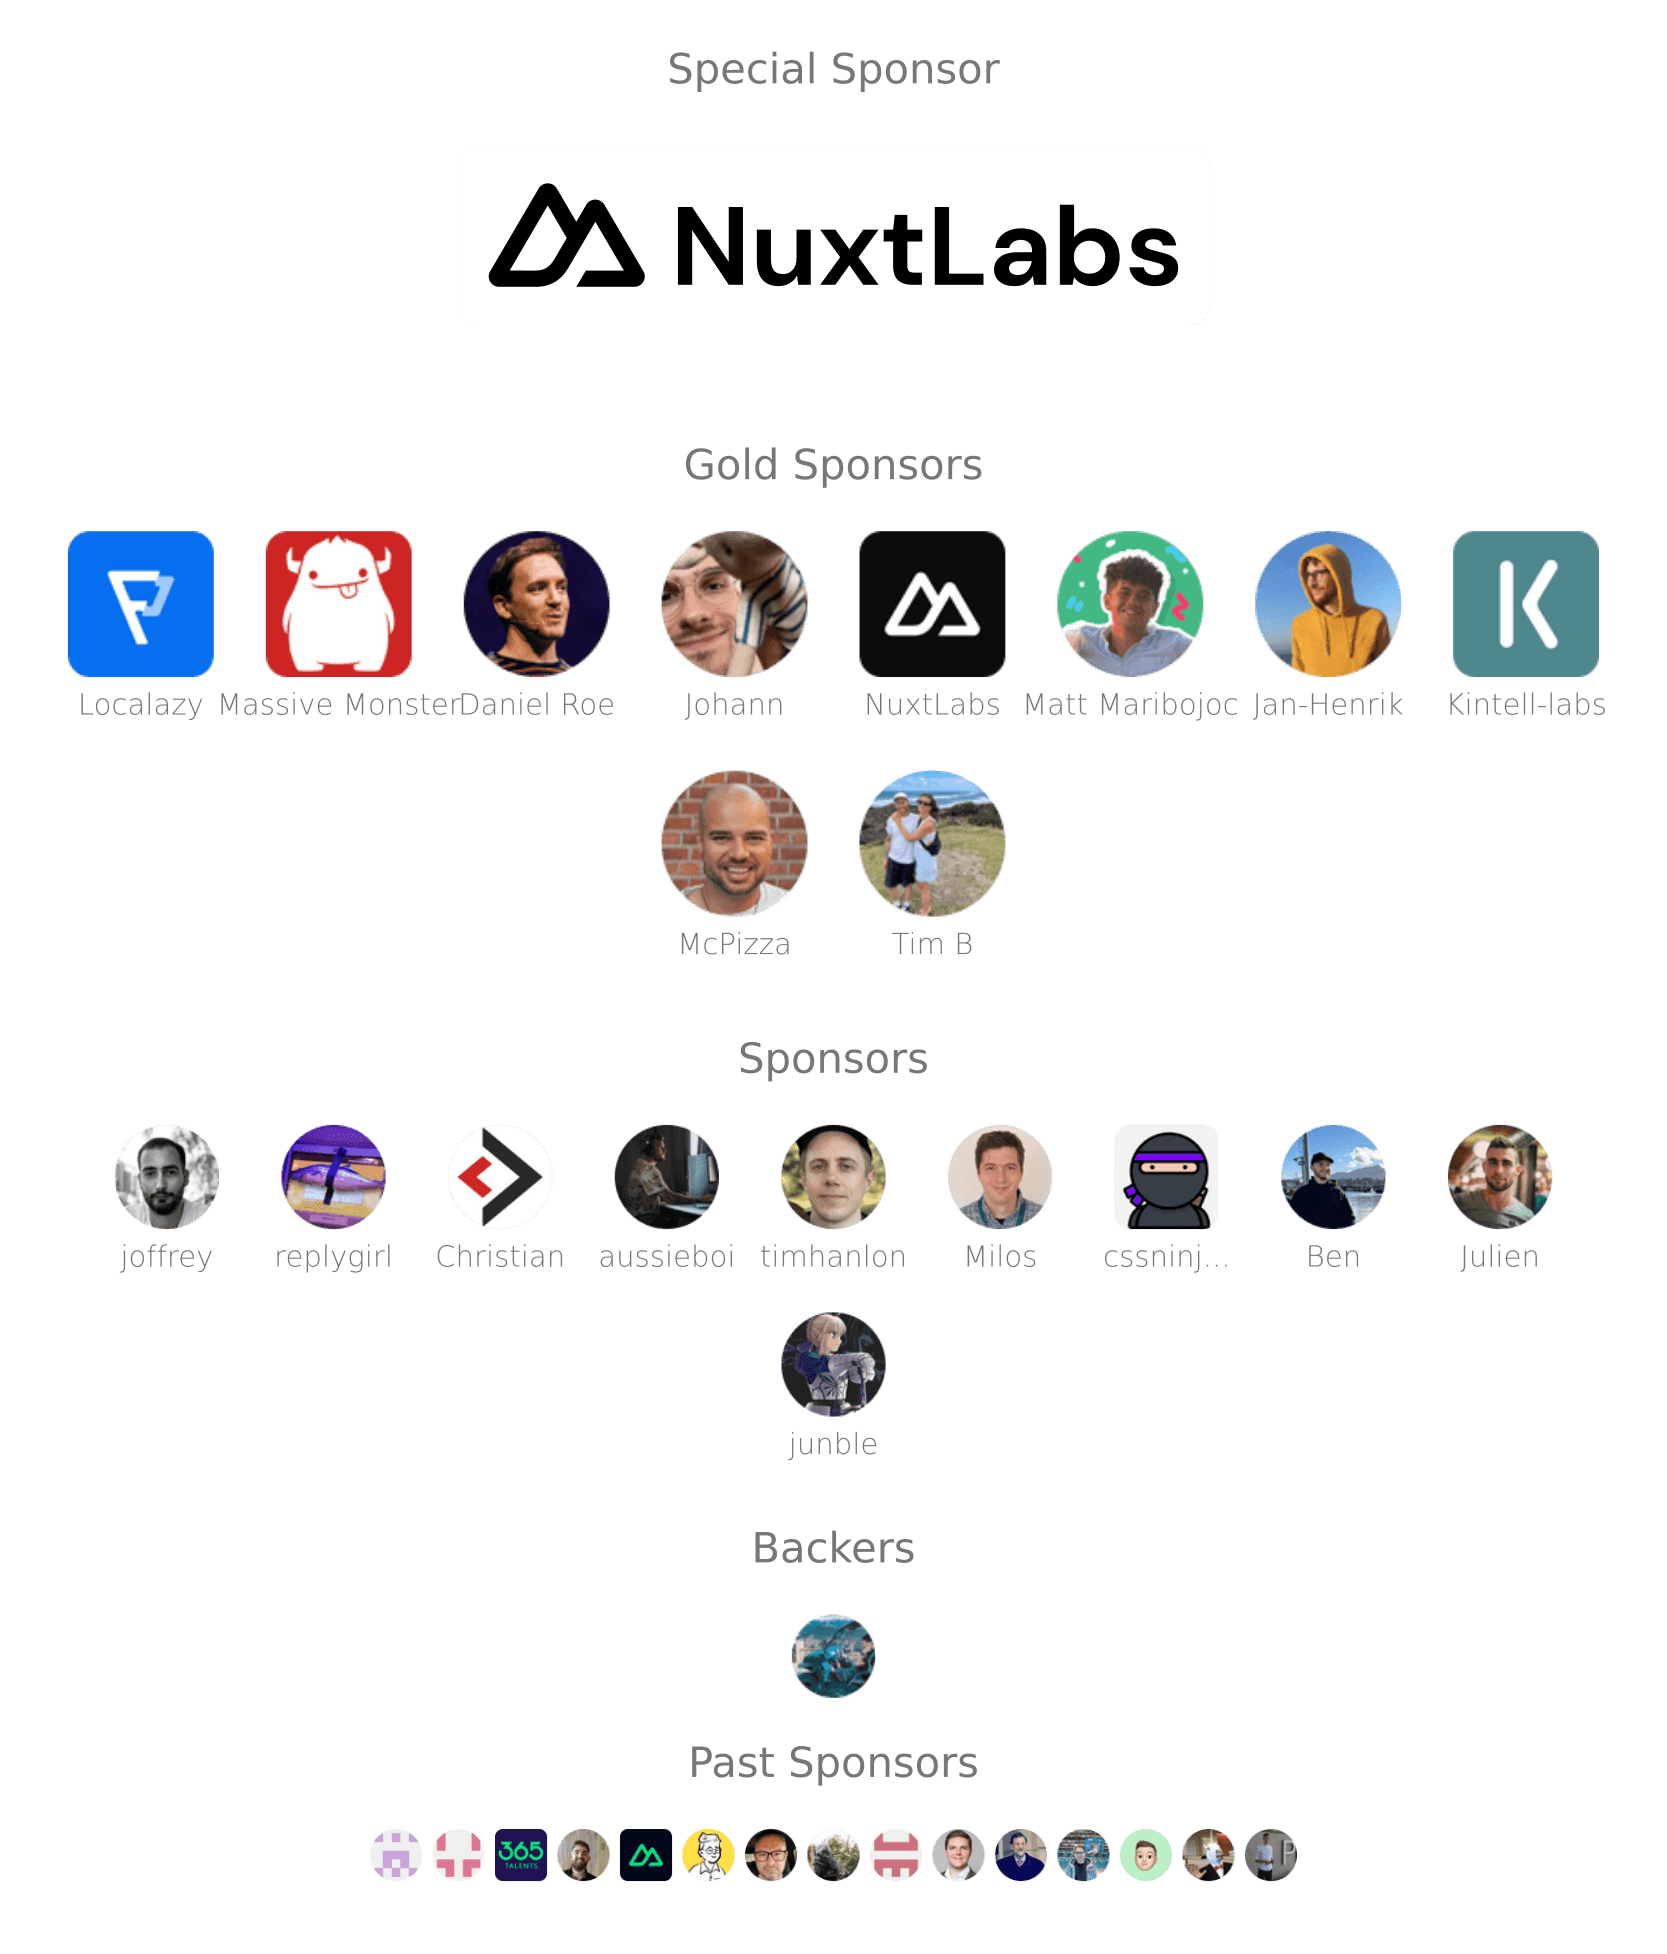 Special Sponsor
NuxtLabs
Gold Sponsors
Localazy Massive Monster Daniel Roe Johann NuxtLabs Matt Maribojoc Jan-Henrik Kintell-labs
McPizza Tim B
Sponsors
joffrey replygirl Christian aussieboi timhanlon Milos cssninj... Ben Julien
junble
Backers
Past Sponsors
365
TALENTS
P